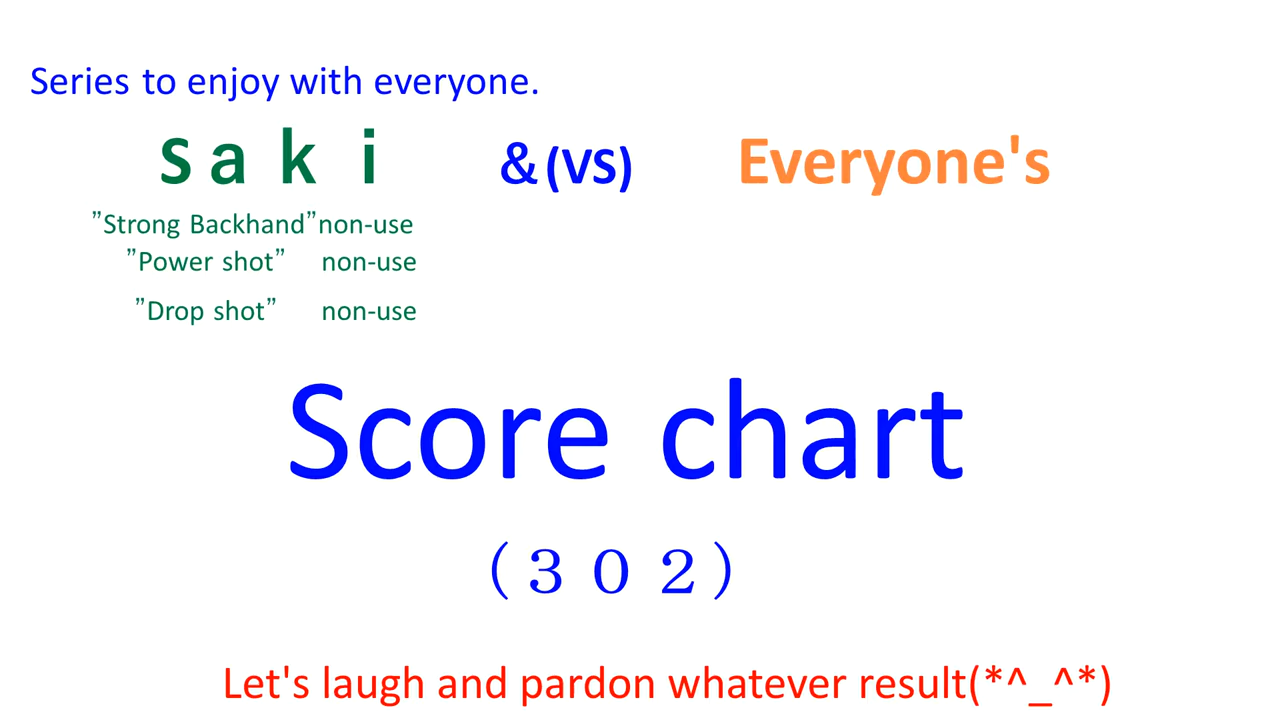 Series to enjoy with everyone.
saki &(VS) Everyone's
”Strong Backhand”non-use
”Power shot” non-use
”Drop shot” non-use
Score chart
（３０２）
Let's laugh and pardon whatever result(*^_^*)